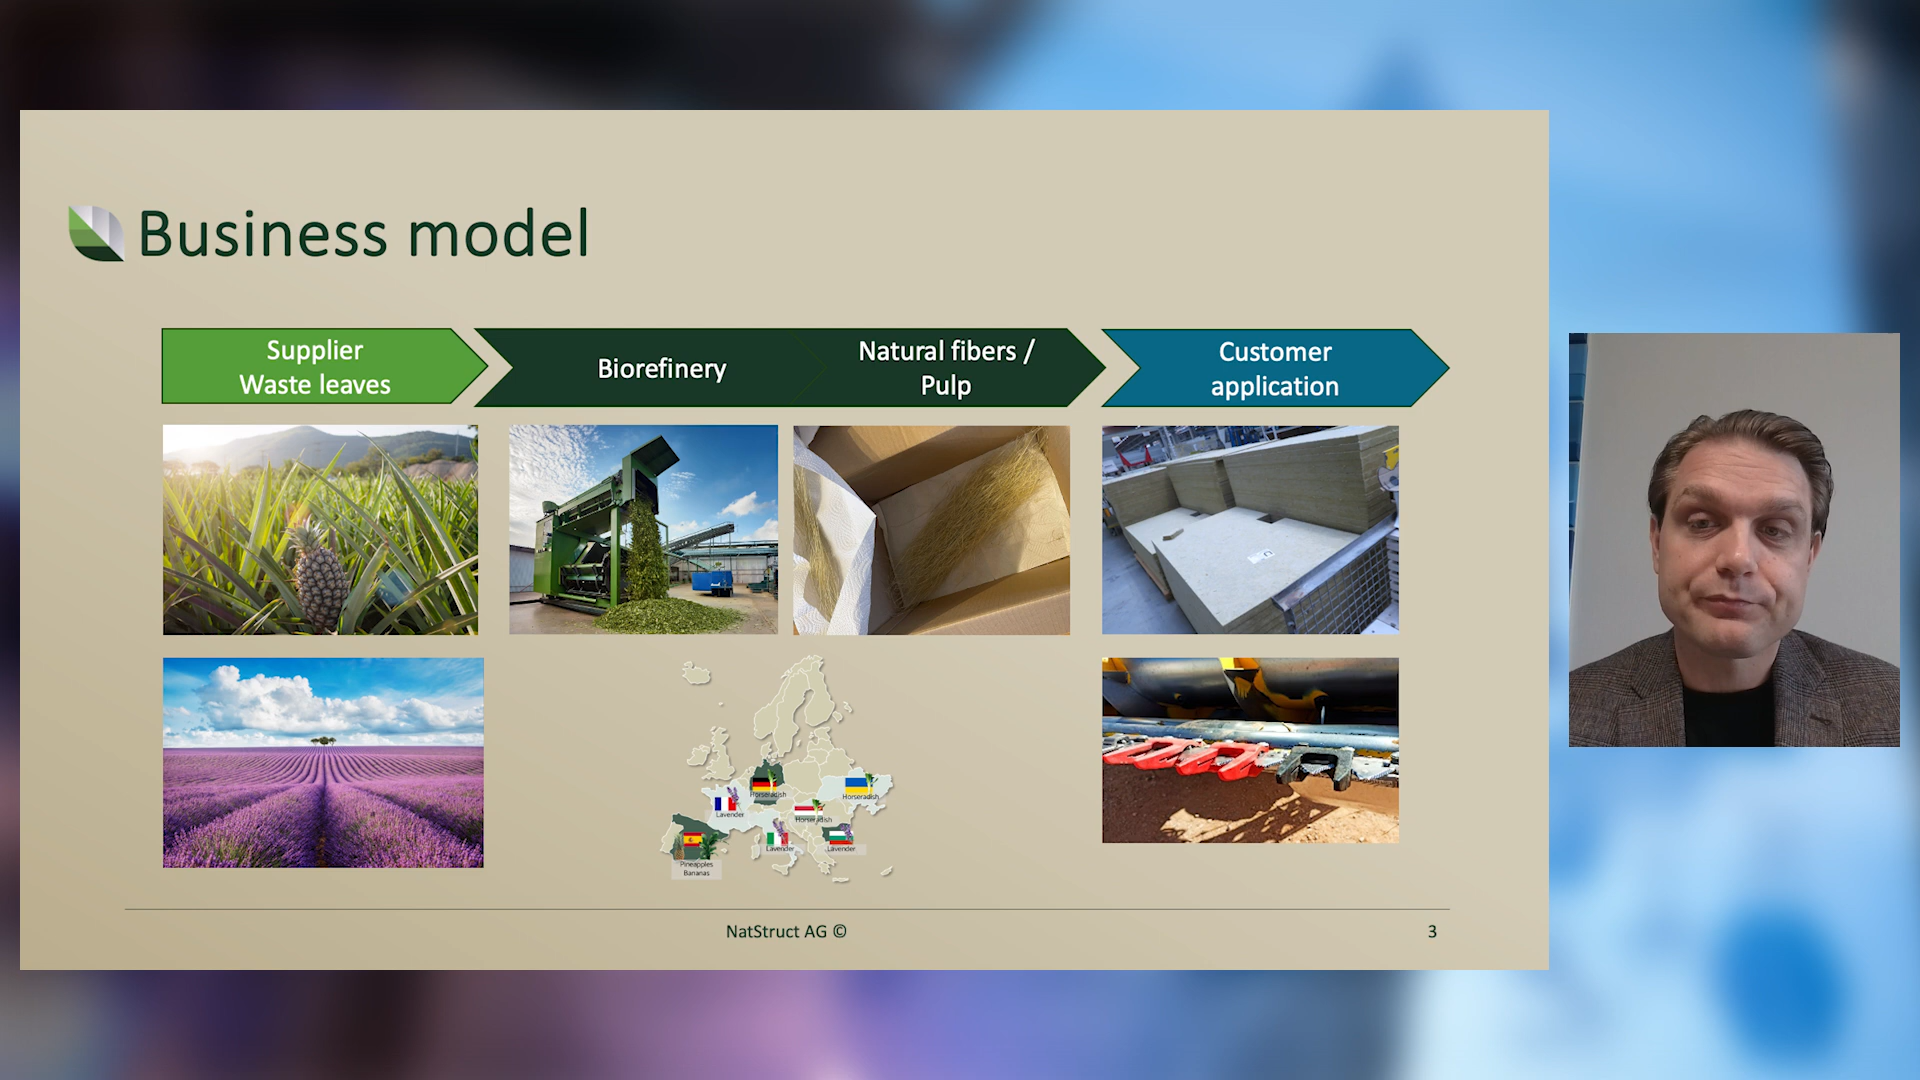 Business model
Supplier
Waste leaves
Biorefinery
Natural fibers /
Pulp
Customer
application
Horseradish
Horseradish
Lavender
Horseradish
Lavender
Lavender
Pineapples
Bananas
NatStruct AG ©
3